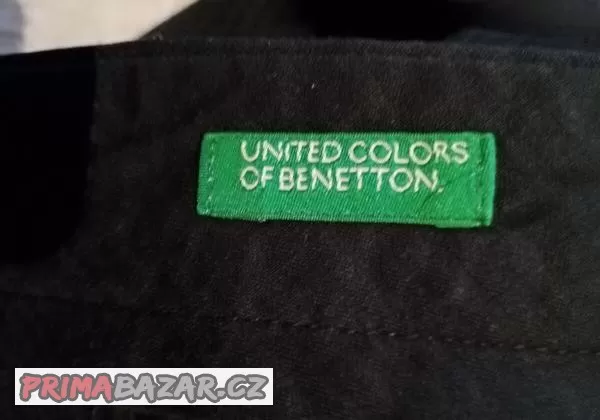 UNITED COLORS
OF BENETTON.
PRIMABAZAR.CZ